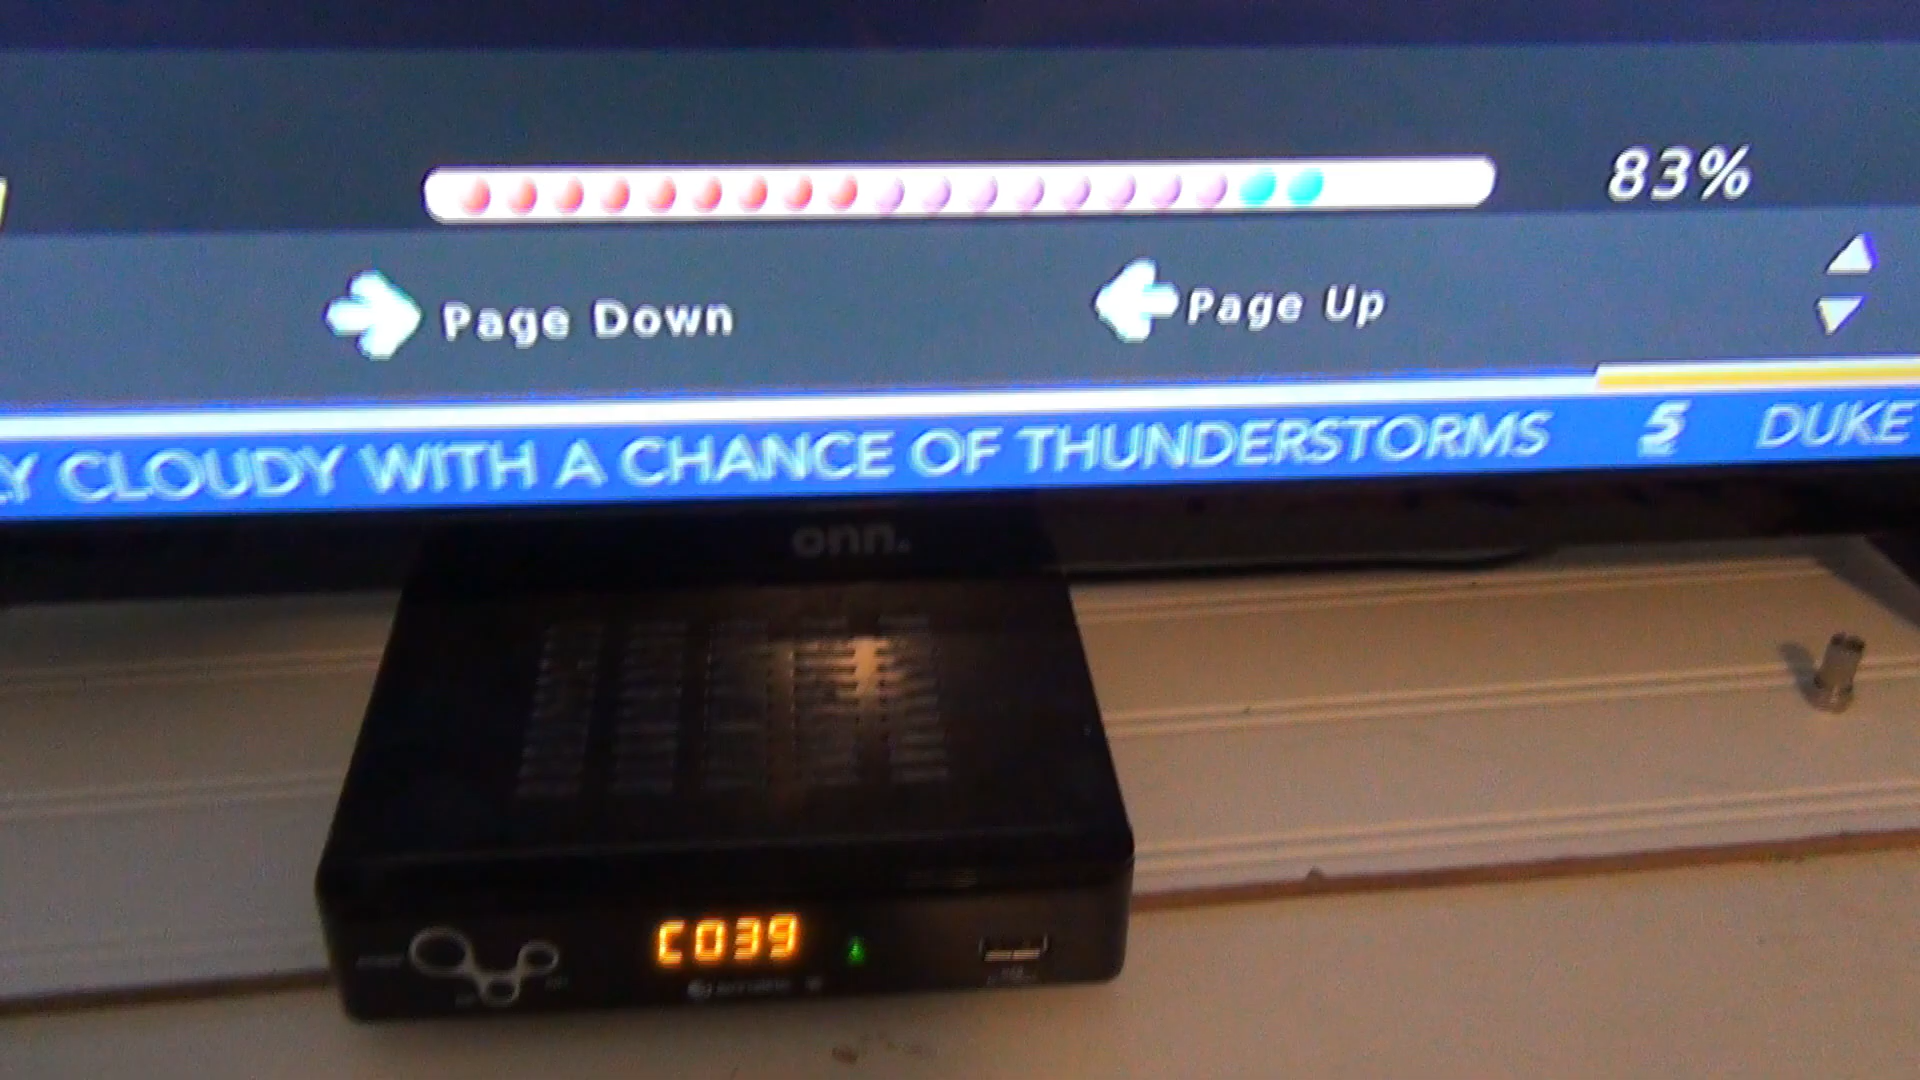 83%
Page Down Page Up
Y CLOUDY WITH A CHANCE OF THUNDERSTORMS 5 DUKE
onn.
C039